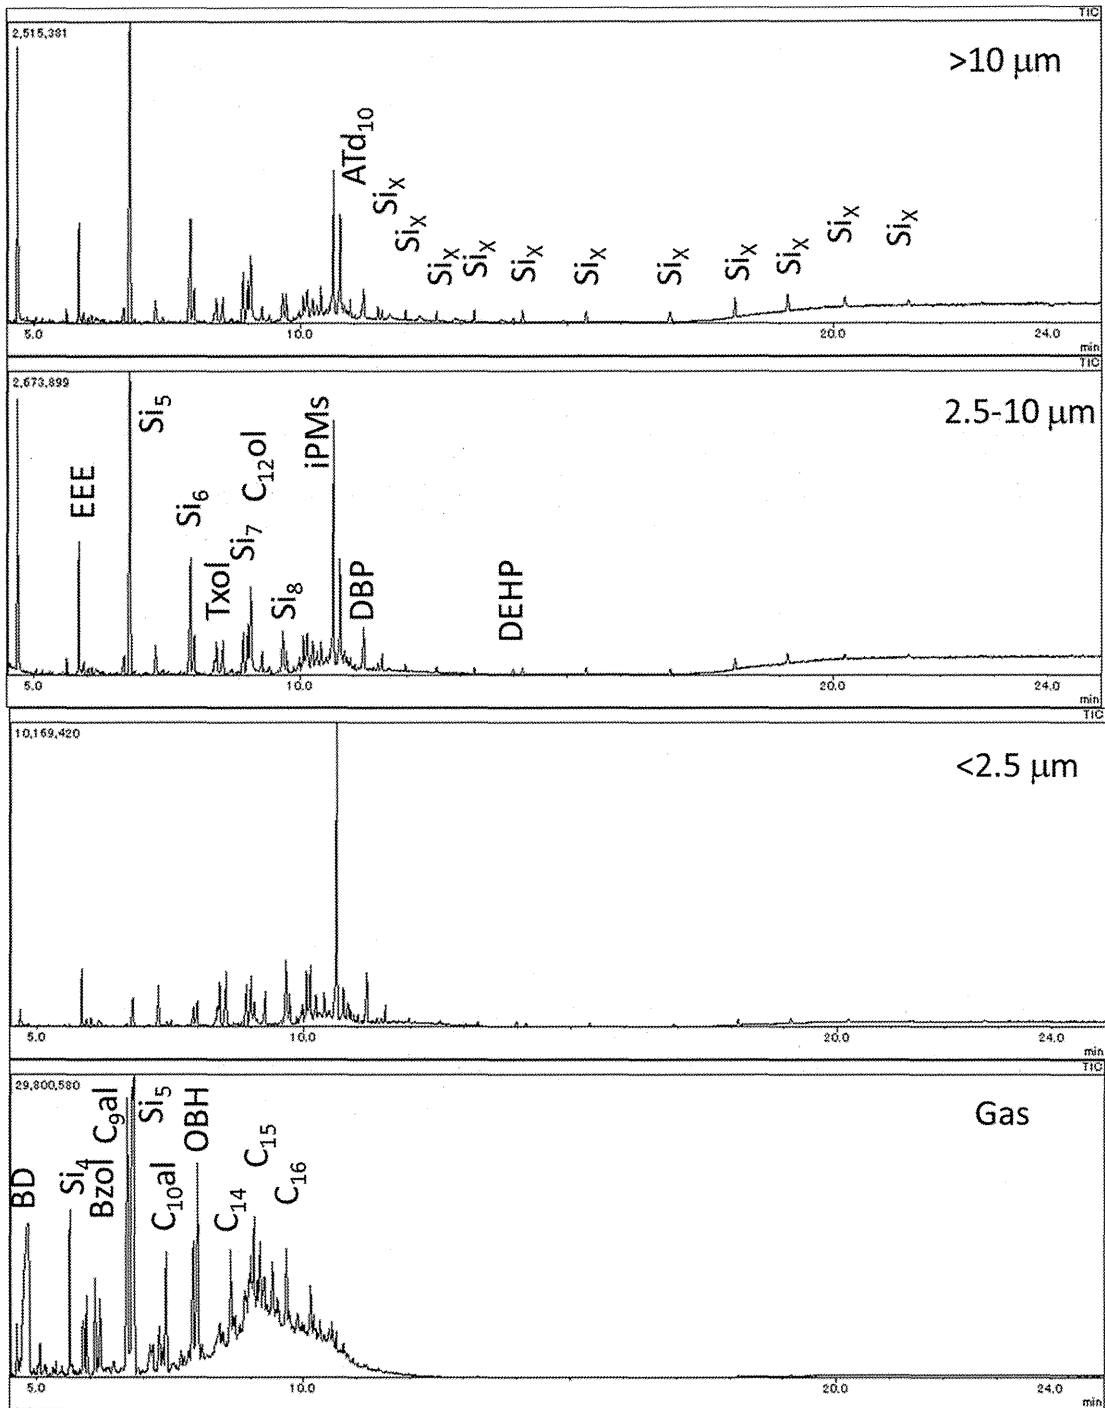 TIC
2,515,381
>10 μm
ATd10
SiX
SiX
SiX
SiX
SiX
SiX
SiX
SiX
SiX
SiX
SiX
5.0 10.0 20.0 24.0
min
TIC
2,673,899
2.5-10 μm
EEE
Si5
Si6
Txol
Si7
C12ol
Si8
iPMs
DBP
DEHP
5.0 10.0 20.0 24.0
min
TIC
10,169,420
<2.5 μm
5.0 10.0 20.0 24.0
min
TIC
29,800,580
Gas
BD
Si4
Bzol
C9al
Si5
C10al
OBH
C14
C15
C16
5.0 10.0 20.0 24.0
min